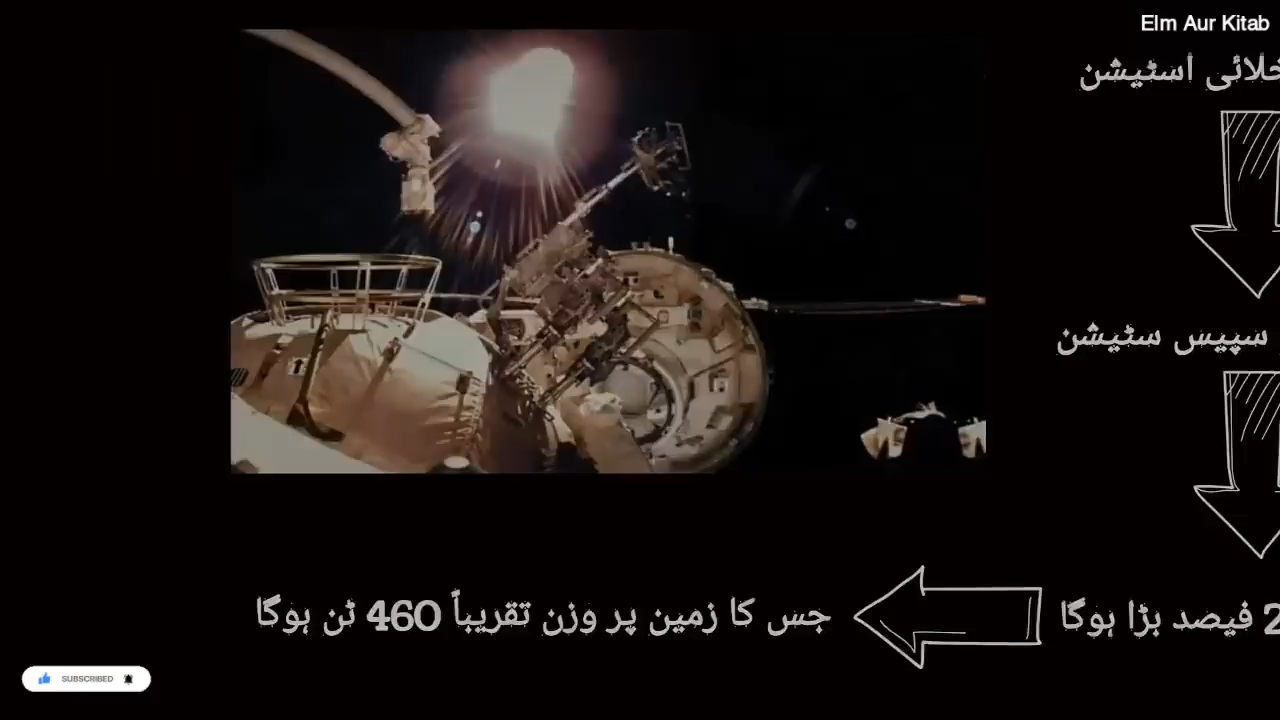 Elm Aur Kitab
خلائی اسٹیشن
سپیس سٹیشن
فیصد بڑا ہوگا
جس کا زمین پر وزن تقریباً 460 ٹن ہوگا
SUBSCRIBED